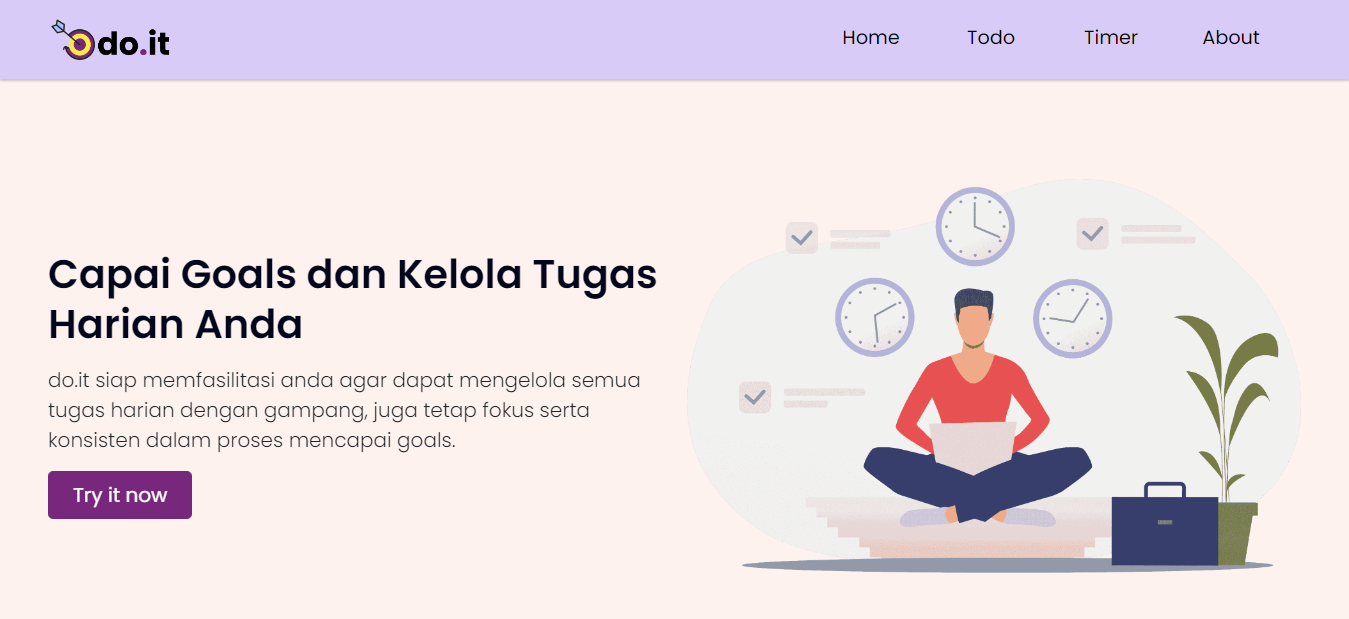 do.it
Home Todo Timer About
Capai Goals dan Kelola Tugas
Harian Anda
do.it siap memfasilitasi anda agar dapat mengelola semua
tugas harian dengan gampang, juga tetap fokus serta
konsisten dalam proses mencapai goals.
Try it now